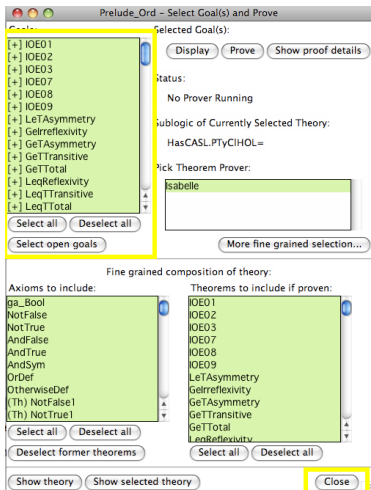 Prelude_Ord - Select Goal(s) and Prove
Goals:
[+] IOE01
[+] IOE02
[+] IOE03
[+] IOE07
[+] IOE08
[+] IOE09
[+] LeTAsymmetry
[+] GeIrreflexivity
[+] GeTAsymmetry
[+] GeTTransitive
[+] GeTTotal
[+] LeqReflexivity
[+] LeqTTransitive
[+] LeqTTotal
Select all
Deselect all
Select open goals
Selected Goal(s):
Display
Prove
Show proof details
Status:
No Prover Running
Sublogic of Currently Selected Theory:
HasCASL.PTyClHOL=
Pick Theorem Prover:
Isabelle
More fine grained selection...
Fine grained composition of theory:
Axioms to include:
ga_Bool
NotFalse
NotTrue
AndFalse
AndTrue
AndSym
OrDef
OtherwiseDef
(Th) NotFalse1
(Th) NotTrue1
Select all
Deselect all
Deselect former theorems
Theorems to include if proven:
IOE01
IOE02
IOE03
IOE07
IOE08
IOE09
LeTAsymmetry
GeIrreflexivity
GeTAsymmetry
GeTTransitive
GeTTotal
LeqReflexivity
Select all
Deselect all
Show theory
Show selected theory
Close